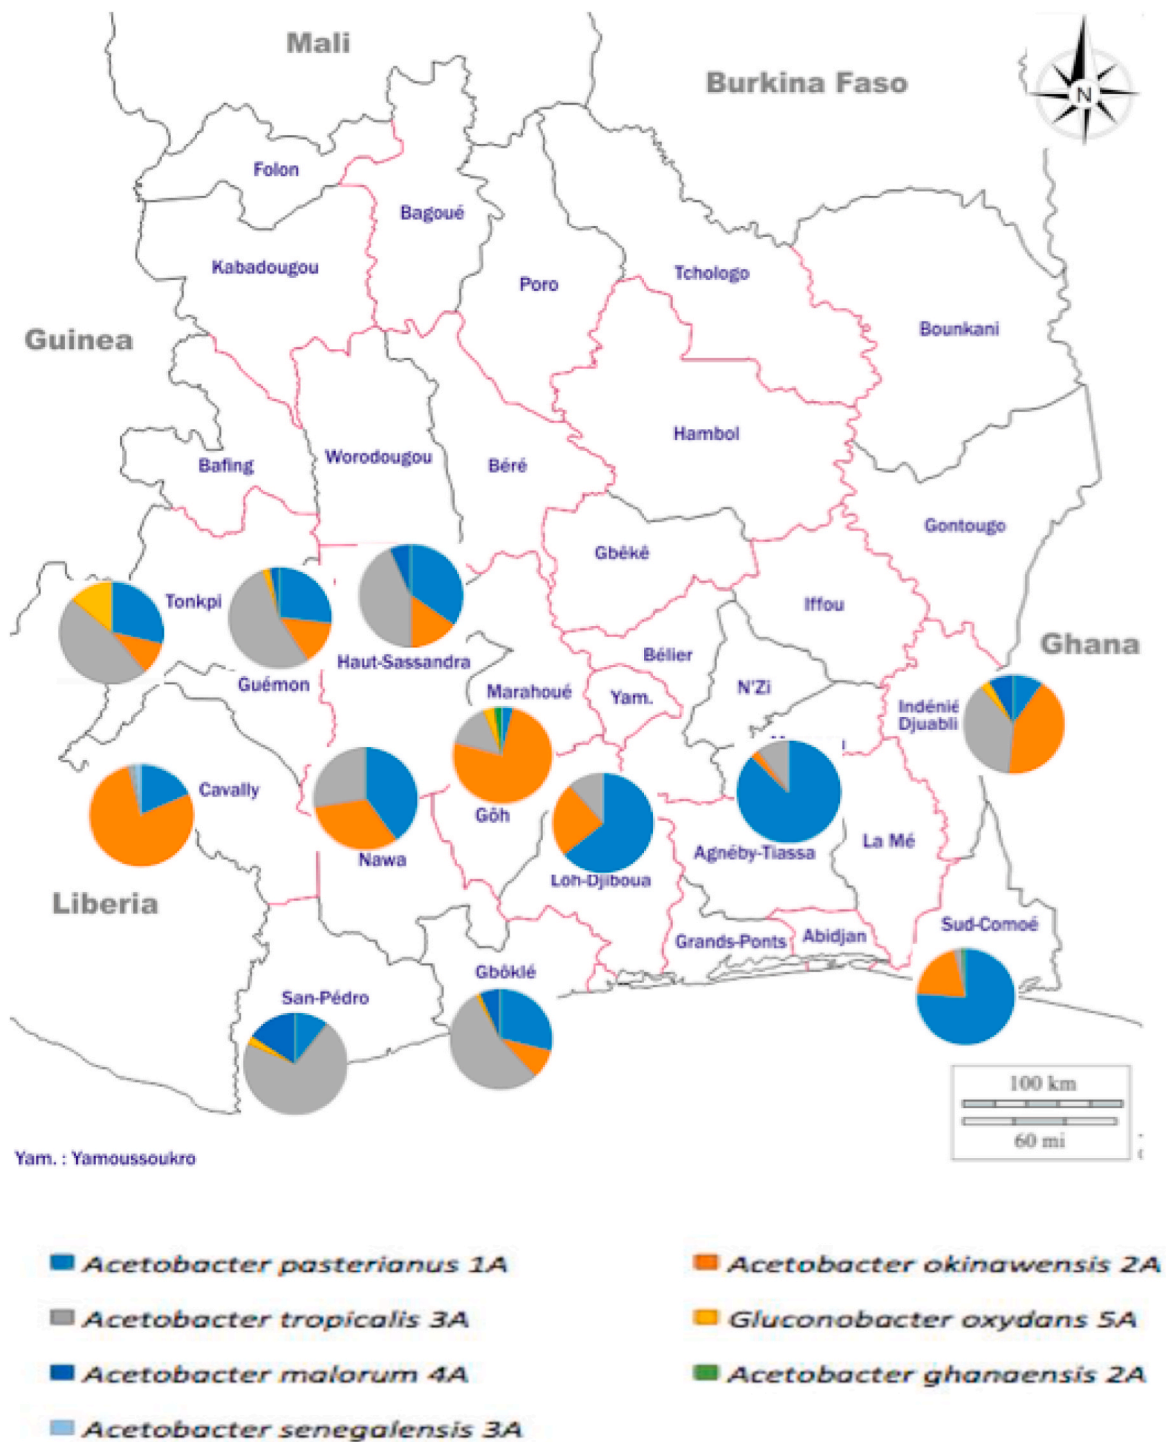 Mali
Burkina Faso
N
Folon
Bagoué
Kabadougou
Poro
Tchologo
Bounkani
Guinea
Hambol
Bafing
Worodougou
Béré
Gontougo
Gbêkê
Tonkpi
Iffou
Ghana
Haut-Sassandra
Bélier
Guémon
Marahoué
Yam.
N'Zi
Indénié
Djuabli
Cavally
Gôh
Nawa
Agnéby-Tiassa
La Mé
Lôh-Djiboua
Liberia
Sud-Comoé
Grands-Ponts
Abidjan
Gbôklé
San-Pédro
100 km
60 mi
Yam. : Yamoussoukro
Acetobacter pasterianus 1A
Acetobacter okinawensis 2A
Acetobacter tropicalis 3A
Gluconobacter oxydans 5A
Acetobacter malorum 4A
Acetobacter ghanaensis 2A
Acetobacter senegalensis 3A